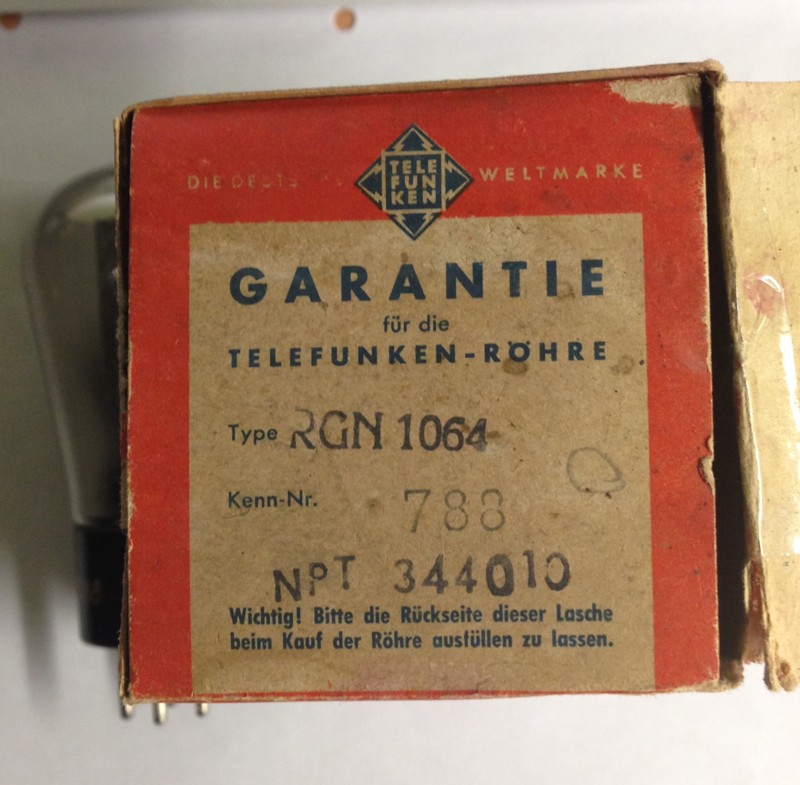 DIE
TELE
FUN
KEN
WELTMARKE
GARANTIE
für die
TELEFUNKEN-RÖHRE
Type RGN 1064
Kenn-Nr. 788
NPT 344010
Wichtig! Bitte die Rückseite dieser Lasche
beim Kauf der Röhre ausfüllen zu lassen.